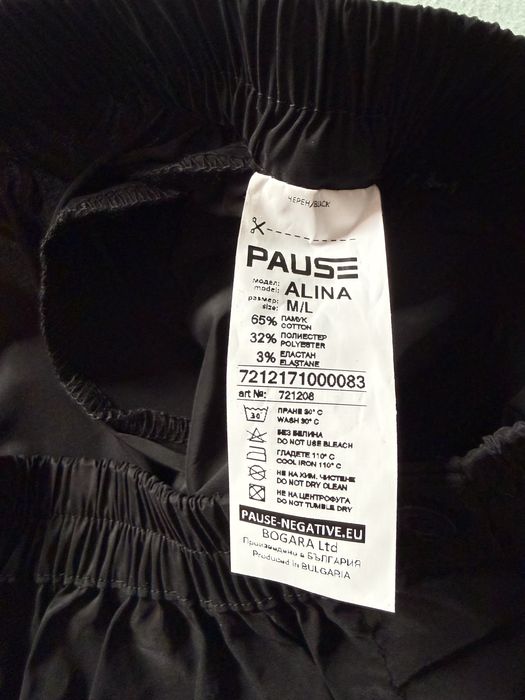 ЧЕРЕН/BLACK
PAUSE
модел:
model: ALINA
размер:
size: M/L
65% ПАМУК
COTTON
32% ПОЛИЕСТЕР
POLYESTER
3% ЕЛАСТАН
ELASTANE
7212171000083
art №: 721208
30
ПРАНЕ 30° C
WASH 30° C
БЕЗ БЕЛИНА
DO NOT USE BLEACH
ГЛАДЕТЕ 110° C
COOL IRON 110° C
НЕ НА ХИМ. ЧИСТЕНЕ
DO NOT DRY CLEAN
НЕ НА ЦЕНТРОФУГА
DO NOT TUMBLE DRY
PAUSE-NEGATIVE.EU
BOGARA Ltd
Произведено в БЪЛГАРИЯ
Produced in BULGARIA